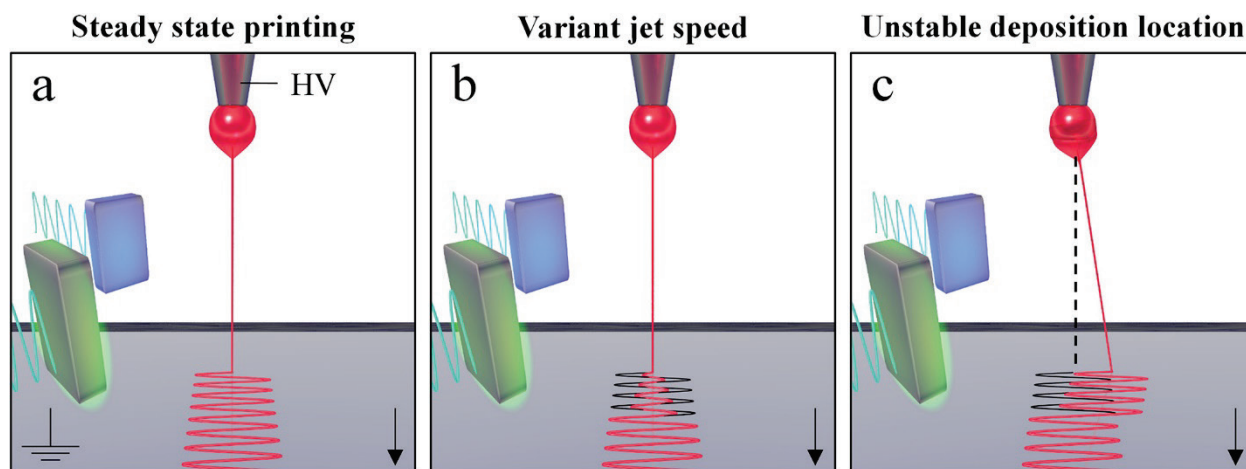 Steady state printing
Variant jet speed
Unstable deposition location
a
HV
b
c